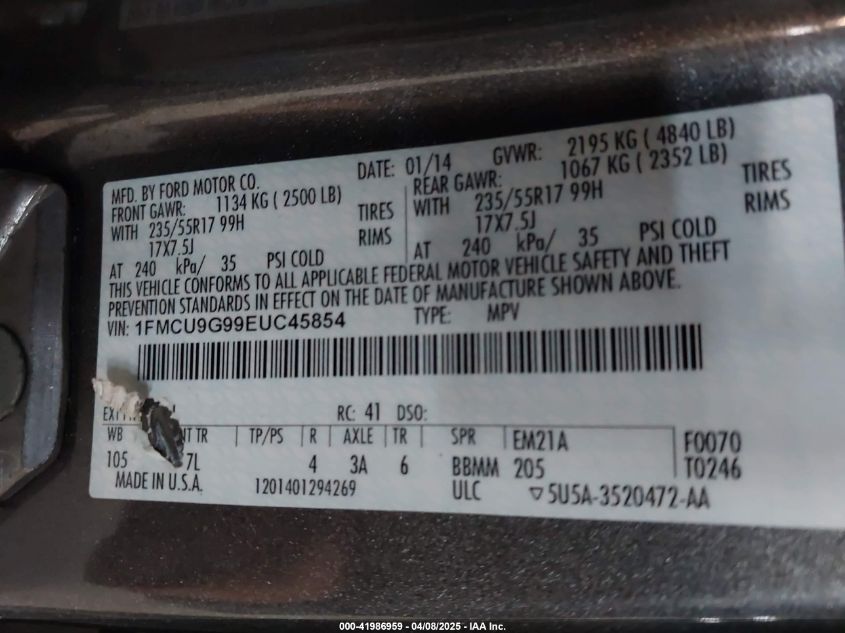 MFD. BY FORD MOTOR CO. DATE: 01/14 GVWR: 2195 KG ( 4840 LB)
FRONT GAWR: 1134 KG ( 2500 LB) REAR GAWR: 1067 KG ( 2352 LB)
WITH 235/55R17 99H TIRES WITH 235/55R17 99H TIRES
17X7.5J RIMS 17X7.5J RIMS
AT 240 kPa/ 35 PSI COLD AT 240 kPa/ 35 PSI COLD
THIS VEHICLE CONFORMS TO ALL APPLICABLE FEDERAL MOTOR VEHICLE SAFETY AND THEFT
PREVENTION STANDARDS IN EFFECT ON THE DATE OF MANUFACTURE SHOWN ABOVE.
VIN: 1FMCU9G99EUC45854 TYPE: MPV
RC: 41 DSO:
WB TR TP/PS R AXLE TR SPR EM21A F0070
105 7L 4 3A 6 BBMM 205 T0246
MADE IN U.S.A. 1201401294269 ULC ▽5U5A-3520472-AA
000-41986959 - 04/08/2025 - IAA Inc.